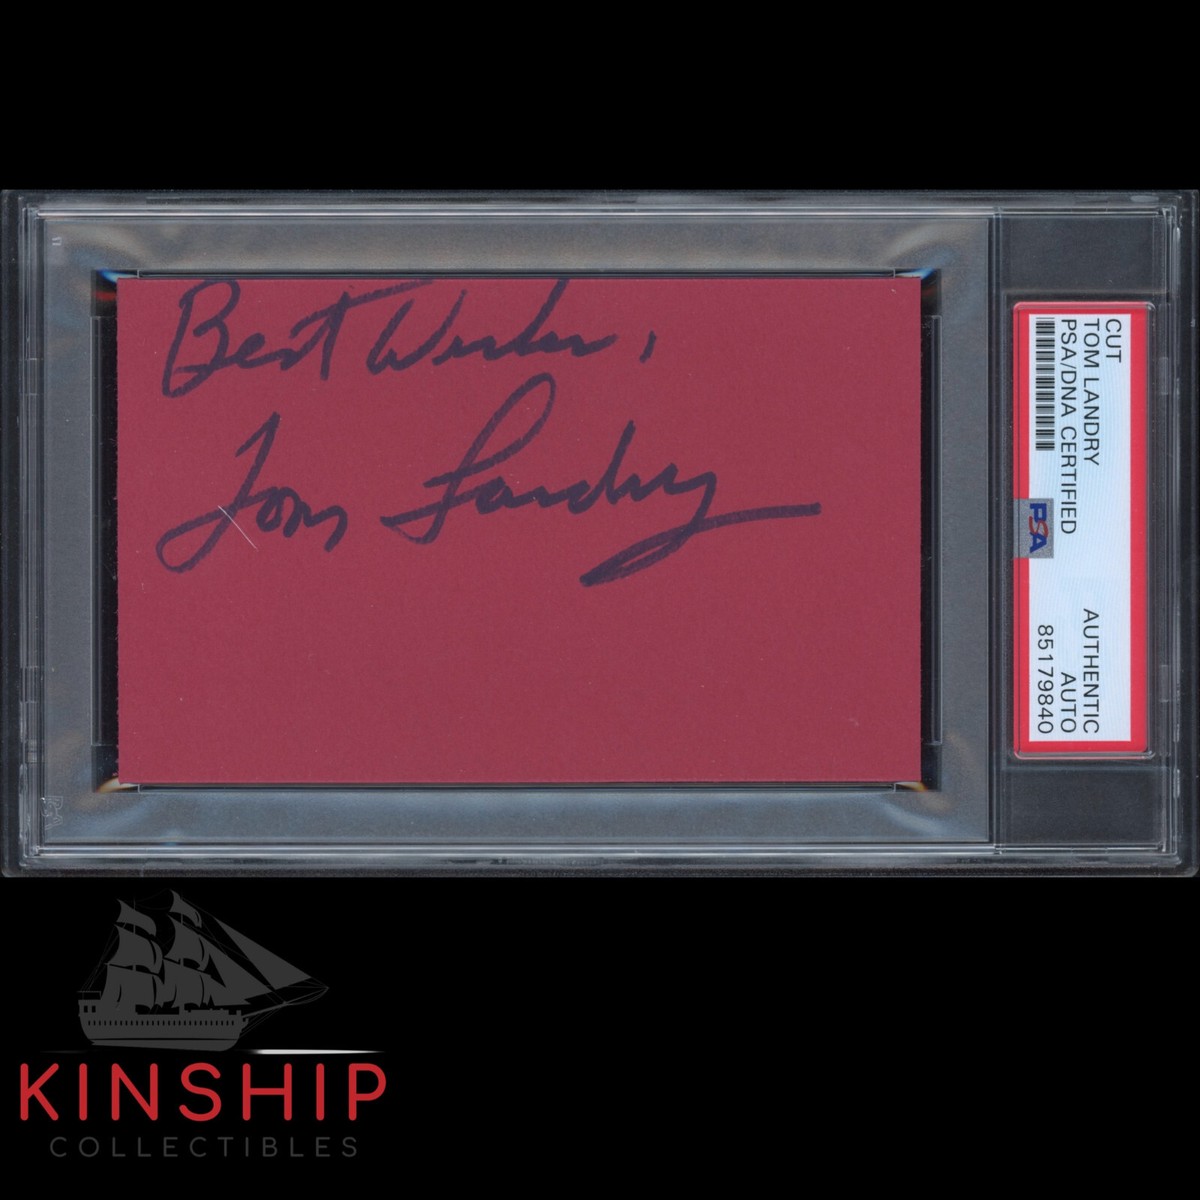 Best Wishes,
Tom Landry
CUT
TOM LANDRY
PSA/DNA CERTIFIED
PSA
AUTHENTIC
AUTO
85179840
KINSHIP
COLLECTIBLES